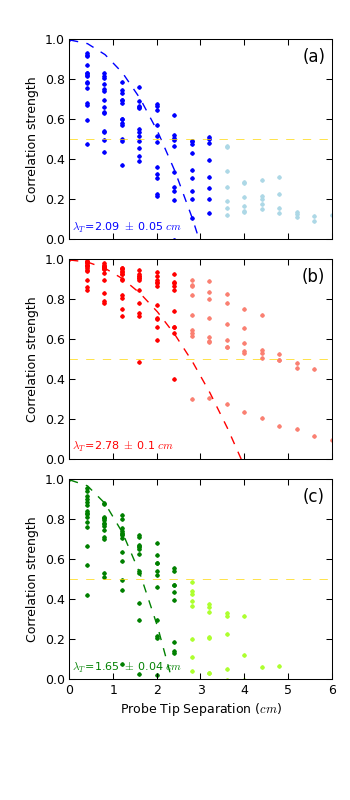 1.0
(a)
0.8
0.6
0.4
0.2
0.0
Correlation strength
λ_T=2.09 ± 0.05 cm
1.0
(b)
0.8
0.6
0.4
0.2
0.0
Correlation strength
λ_T=2.78 ± 0.1 cm
1.0
(c)
0.8
0.6
0.4
0.2
0.0
Correlation strength
λ_T=1.65 ± 0.04 cm
0 1 2 3 4 5 6
Probe Tip Separation (cm)